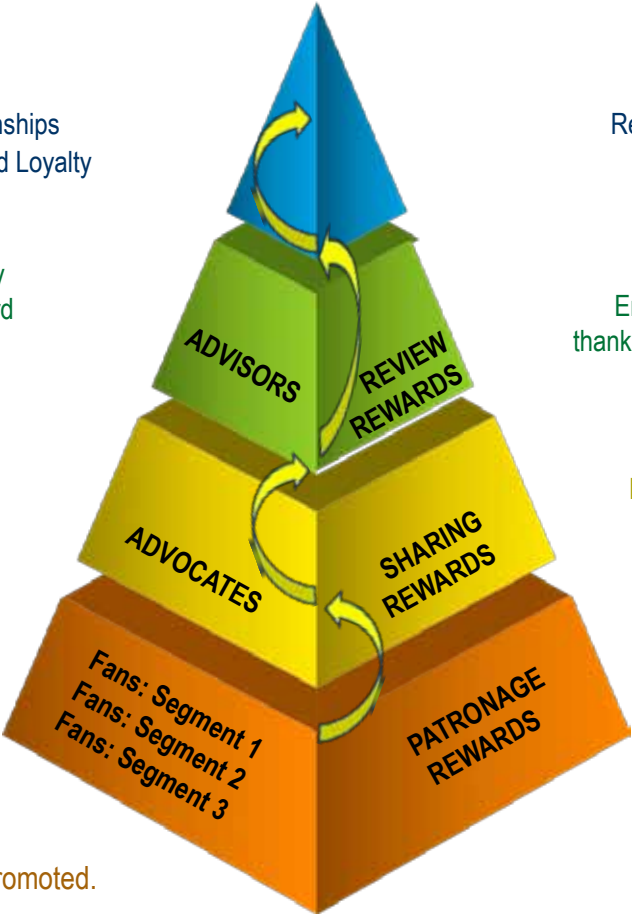 nships
Re
d Loyalty
y
rd
En
thank
ADVISORS
REVIEW
REWARDS
ADVOCATES
SHARING
REWARDS
Fans: Segment 1
Fans: Segment 2
Fans: Segment 3
PATRONAGE
REWARDS
romoted.